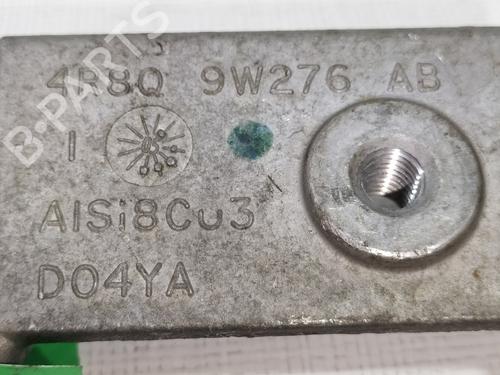 B-PARTS
4R8Q 9W276 AB
I
AlSi8Cu3
D04YA